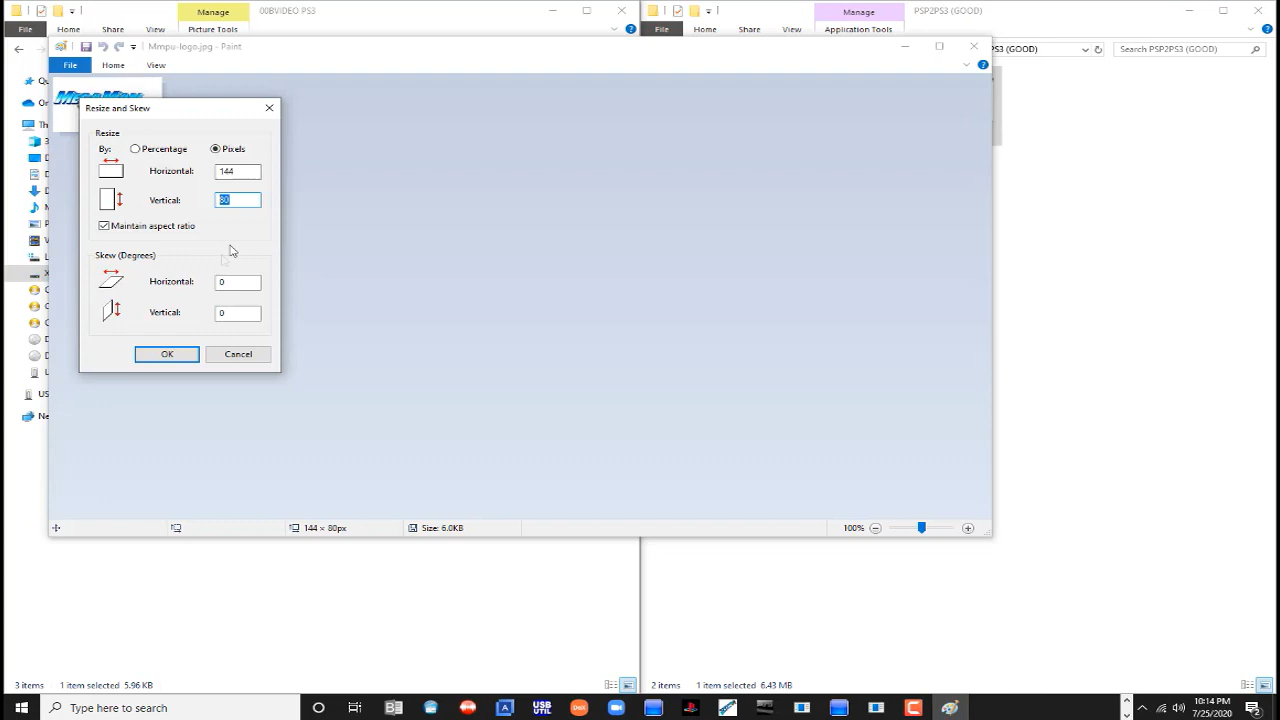 Manage
00BVIDEO PS3
File
Home
Share
View
Picture Tools
Manage
PSP2PS3 (GOOD)
File
Home
Share
View
Application Tools
PS3 (GOOD)
Search PSP2PS3 (GOOD)
Mmpu-logo.jpg - Paint
File
Home
View
Resize and Skew
Resize
By:
Percentage
Pixels
Horizontal:
144
Vertical:
80
Maintain aspect ratio
Skew (Degrees)
Horizontal:
0
Vertical:
0
OK
Cancel
144 × 80px
Size: 6.0KB
100%
3 items
1 item selected 5.96 KB
2 items
1 item selected 6.43 MB
Type here to search
USB
UTIL
10:14 PM
7/25/2020